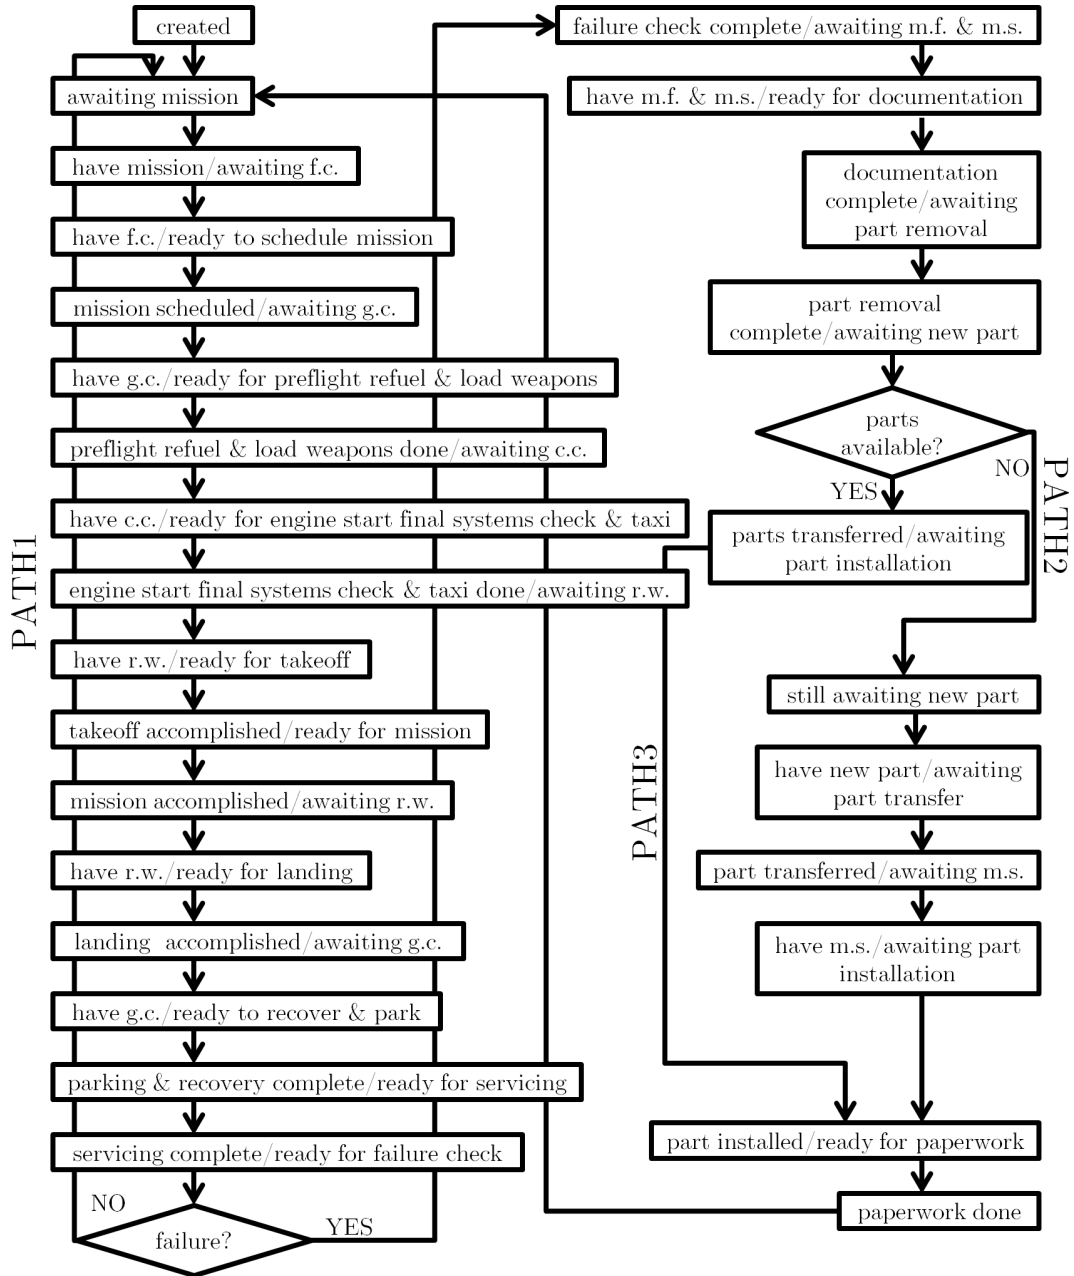 created
awaiting mission
have mission/awaiting f.c.
have f.c./ready to schedule mission
mission scheduled/awaiting g.c.
have g.c./ready for preflight refuel & load weapons
preflight refuel & load weapons done/awaiting c.c.
have c.c./ready for engine start final systems check & taxi
engine start final systems check & taxi done/awaiting r.w.
have r.w./ready for takeoff
takeoff accomplished/ready for mission
mission accomplished/awaiting r.w.
have r.w./ready for landing
landing accomplished/awaiting g.c.
have g.c./ready to recover & park
parking & recovery complete/ready for servicing
servicing complete/ready for failure check
failure?
NO
YES
PATH1
failure check complete/awaiting m.f. & m.s.
have m.f. & m.s./ready for documentation
documentation
complete/awaiting
part removal
part removal
complete/awaiting new part
parts
available?
NO
YES
PATH2
parts transferred/awaiting
part installation
PATH3
still awaiting new part
have new part/awaiting
part transfer
part transferred/awaiting m.s.
have m.s./awaiting part
installation
part installed/ready for paperwork
paperwork done